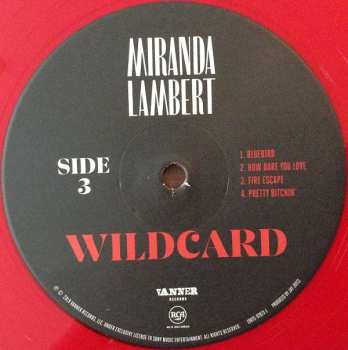 MIRANDA
LAMBERT
SIDE
3
1. BLUEBIRD
2. HOW DARE YOU LOVE
3. FIRE ESCAPE
4. PRETTY BITCHIN'
WILDCARD
VANNER
RECORDS
RCA